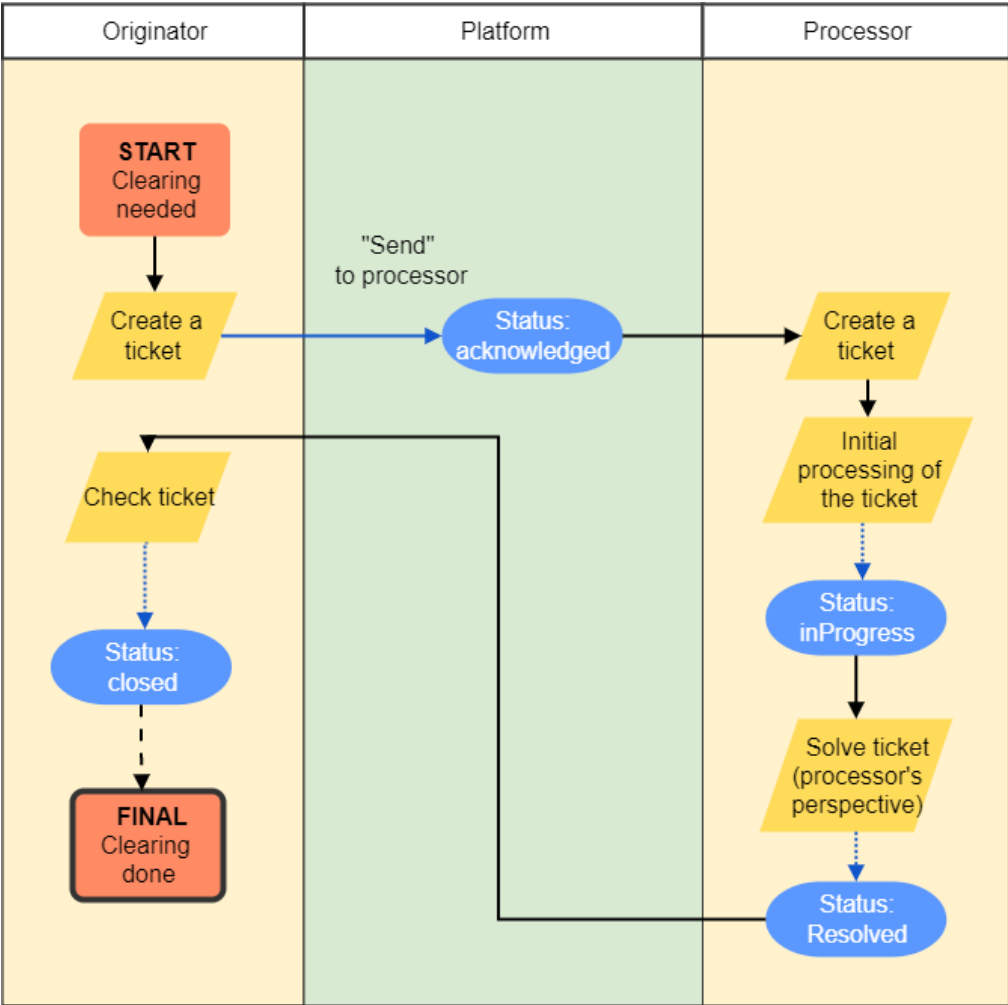 Originator
Platform
Processor
START
Clearing
needed
"Send"
to processor
Create a
ticket
Status:
acknowledged
Create a
ticket
Initial
processing of
the ticket
Check ticket
Status:
inProgress
Status:
closed
Solve ticket
(processor's
perspective)
FINAL
Clearing
done
Status:
Resolved